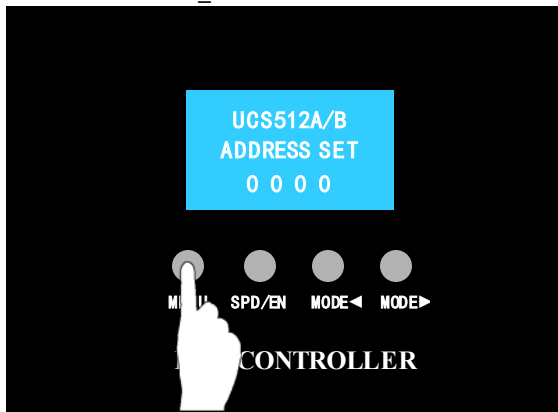 UCS512A/B
ADDRESS SET
0 0 0 0
SPD/EN MODE◀ MODE▶
CONTROLLER